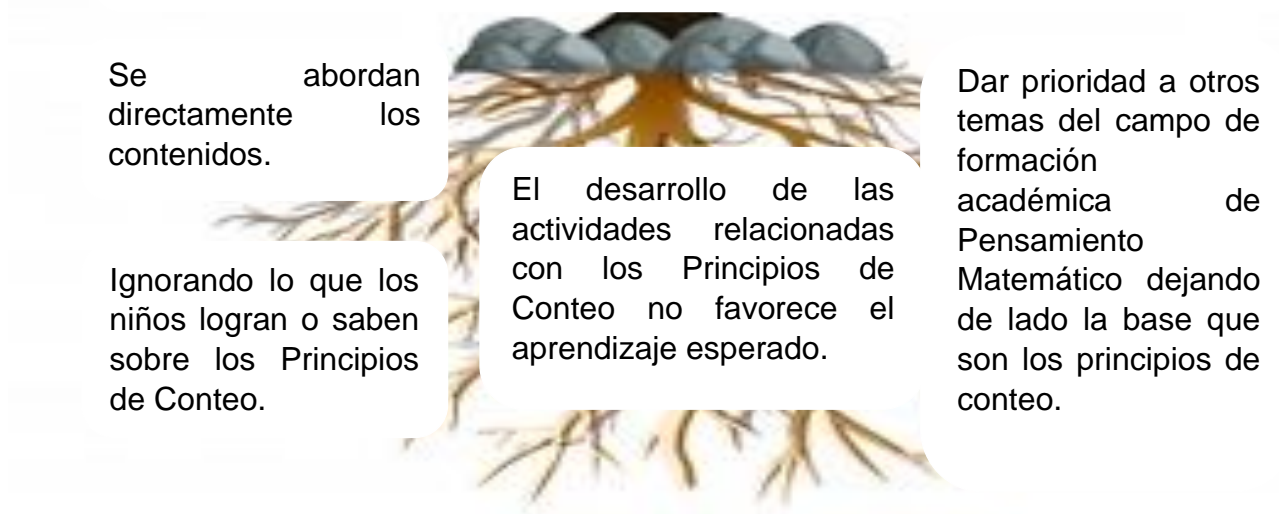 Se abordan
directamente los
contenidos.
Ignorando lo que los
niños logran o saben
sobre los Principios
de Conteo.
El desarrollo de las
actividades relacionadas
con los Principios de
Conteo no favorece el
aprendizaje esperado.
Dar prioridad a otros
temas del campo de
formación
académica de
Pensamiento
Matemático dejando
de lado la base que
son los principios de
conteo.